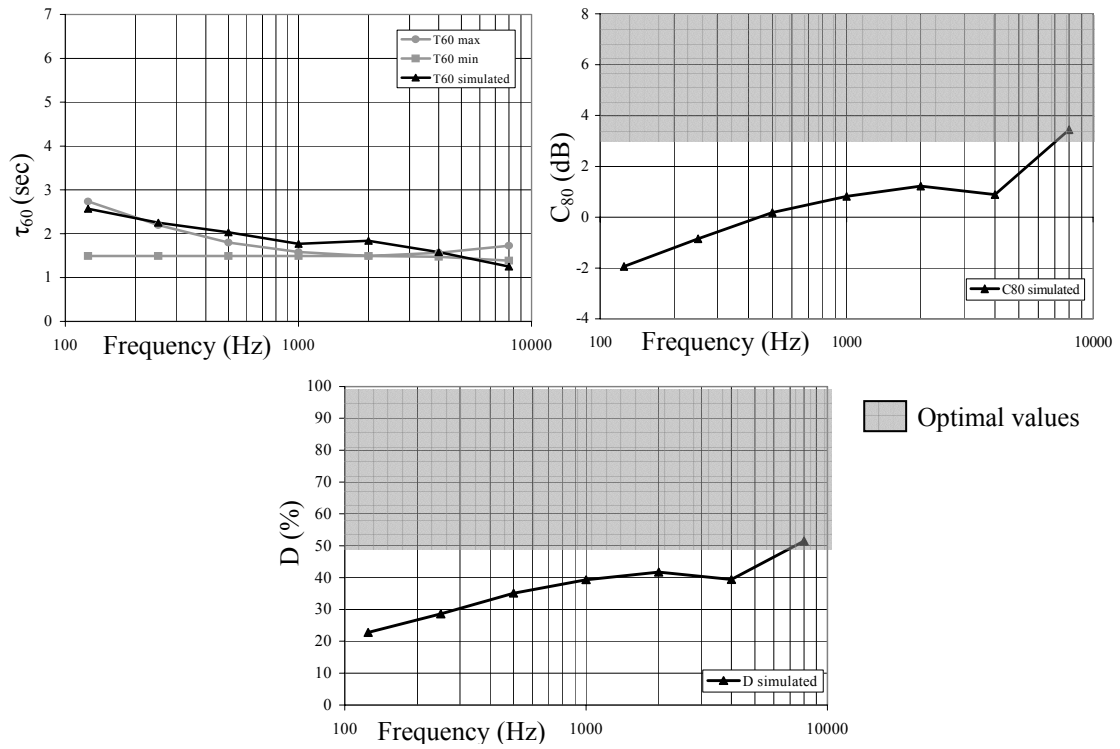 7
6
5
4
3
2
1
0
τ60 (sec)
T60 max
T60 min
T60 simulated
100
1000
10000
Frequency (Hz)
8
6
4
2
0
-2
-4
C80 (dB)
C80 simulated
100
1000
10000
Frequency (Hz)
100
90
80
70
60
50
40
30
20
10
0
D (%)
D simulated
100
1000
10000
Frequency (Hz)
Optimal values